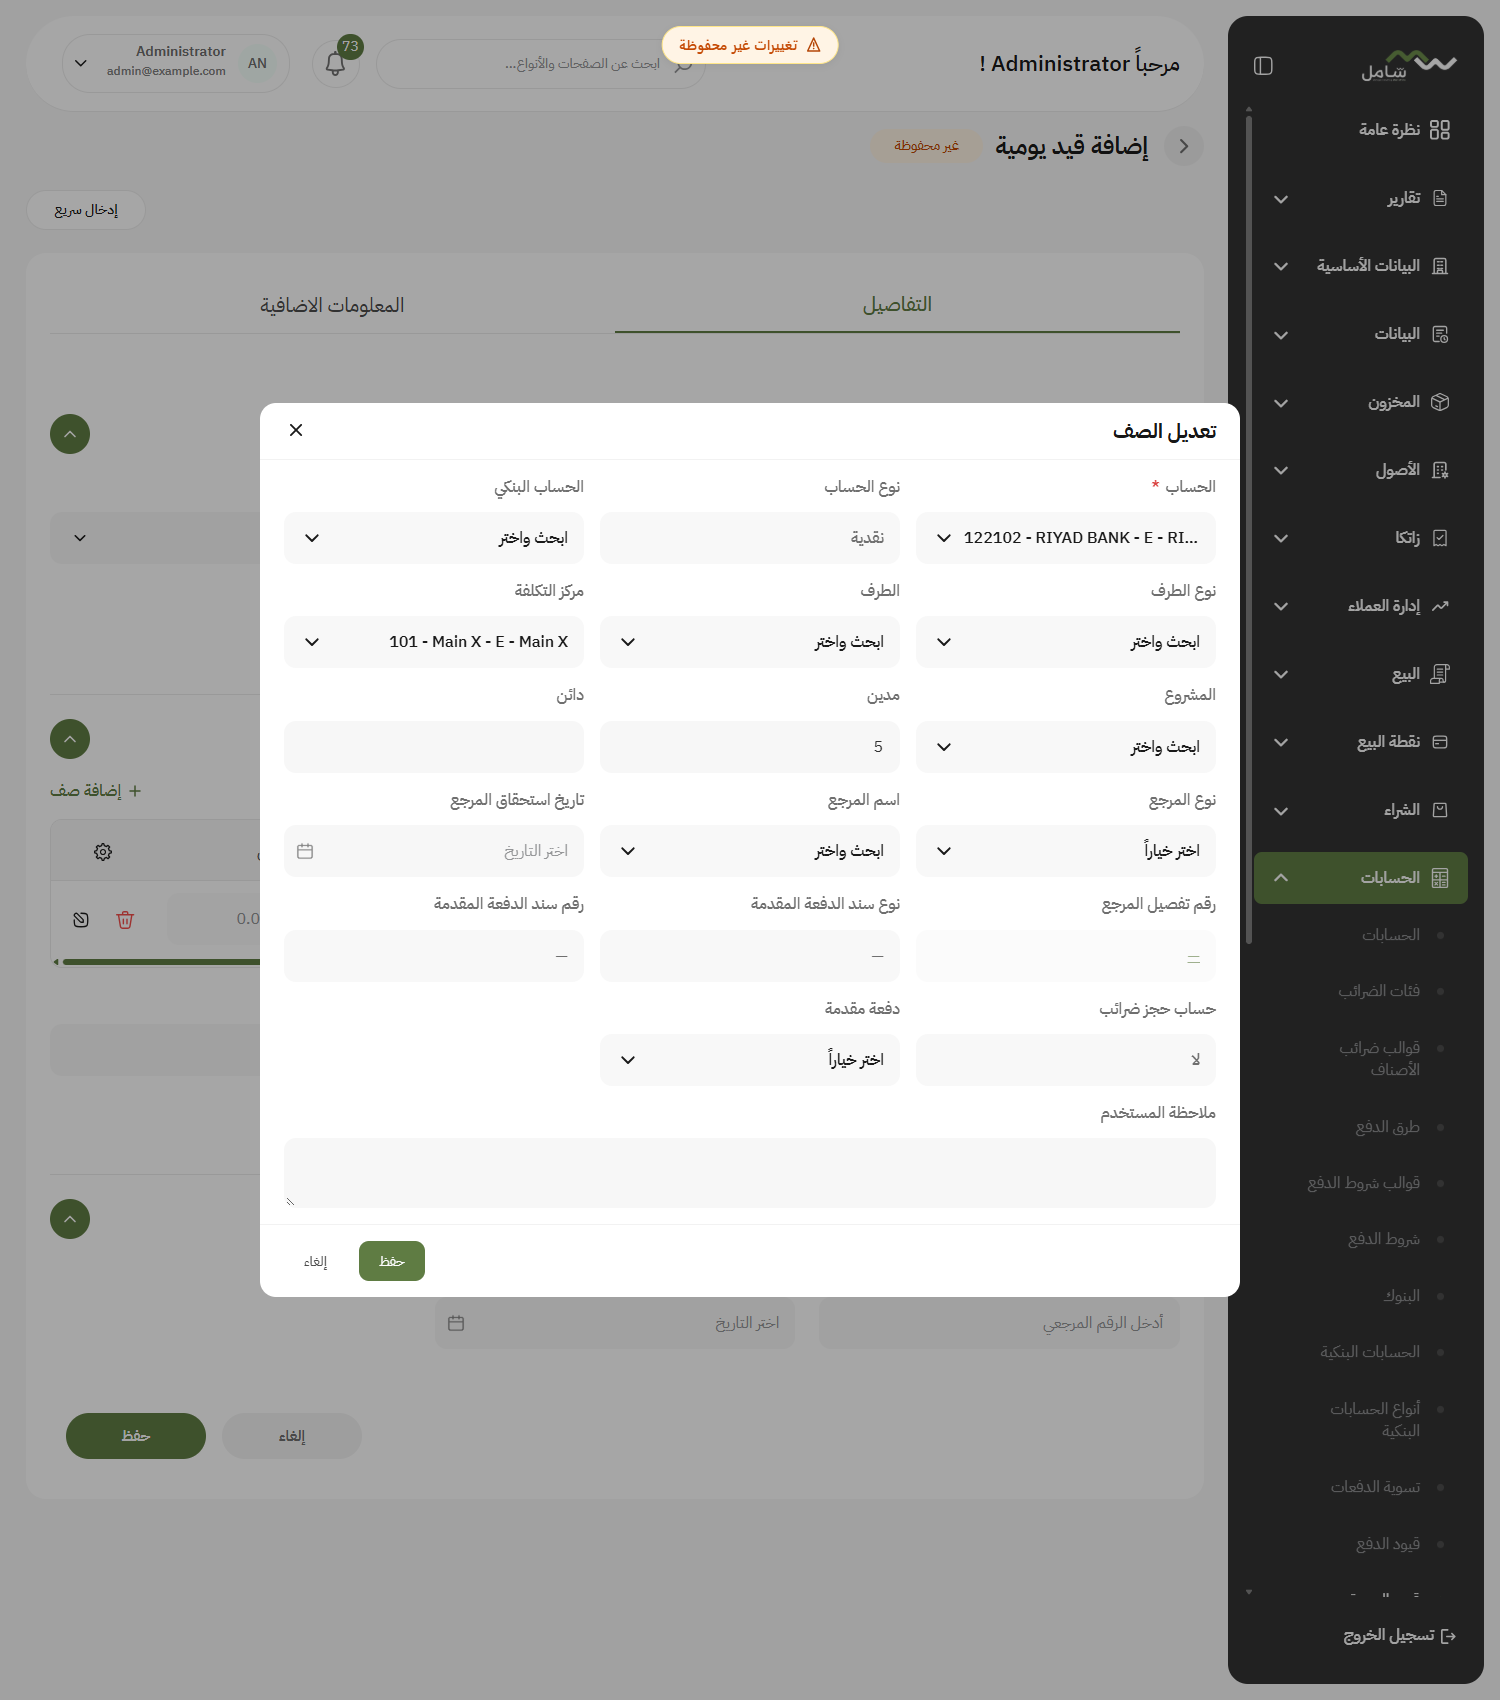 شامل
نظرة عامة
تقارير
البيانات الأساسية
البيانات
المخزون
الأصول
زاتكا
إدارة العملاء
البيع
نقطة البيع
الشراء
الحسابات
الحسابات
فئات الضرائب
قوالب ضرائب
الأصناف
طرق الدفع
قوالب شروط الدفع
شروط الدفع
البنوك
الحسابات البنكية
أنواع الحسابات
البنكية
تسوية الدفعات
قيود الدفع
تسجيل الخروج
مرحباً Administrator !
تغييرات غير محفوظة
ابحث عن الصفحات والأنواع...
73
AN
Administrator
admin@example.com
إضافة قيد يومية
غير محفوظة
إدخال سريع
التفاصيل
المعلومات الاضافية
إضافة صف
0.0
تعديل الصف
الحساب *
نوع الحساب
الحساب البنكي
122102 - RIYAD BANK - E - RI...
نقدية
ابحث واختر
نوع الطرف
الطرف
مركز التكلفة
ابحث واختر
ابحث واختر
101 - Main X - E - Main X
المشروع
مدين
دائن
ابحث واختر
5
نوع المرجع
اسم المرجع
تاريخ استحقاق المرجع
اختر خياراً
ابحث واختر
اختر التاريخ
رقم تفصيل المرجع
نوع سند الدفعة المقدمة
رقم سند الدفعة المقدمة
—
—
حساب حجز ضرائب
دفعة مقدمة
لا
اختر خياراً
ملاحظة المستخدم
حفظ
إلغاء
أدخل الرقم المرجعي
اختر التاريخ
إلغاء
حفظ